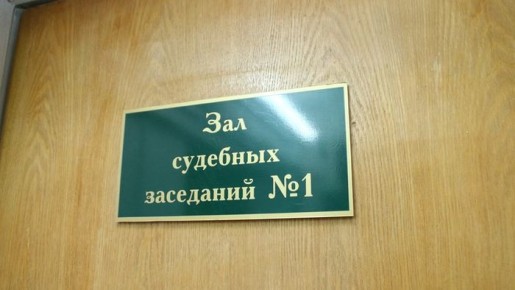 Зал
судебных
заседаний №1